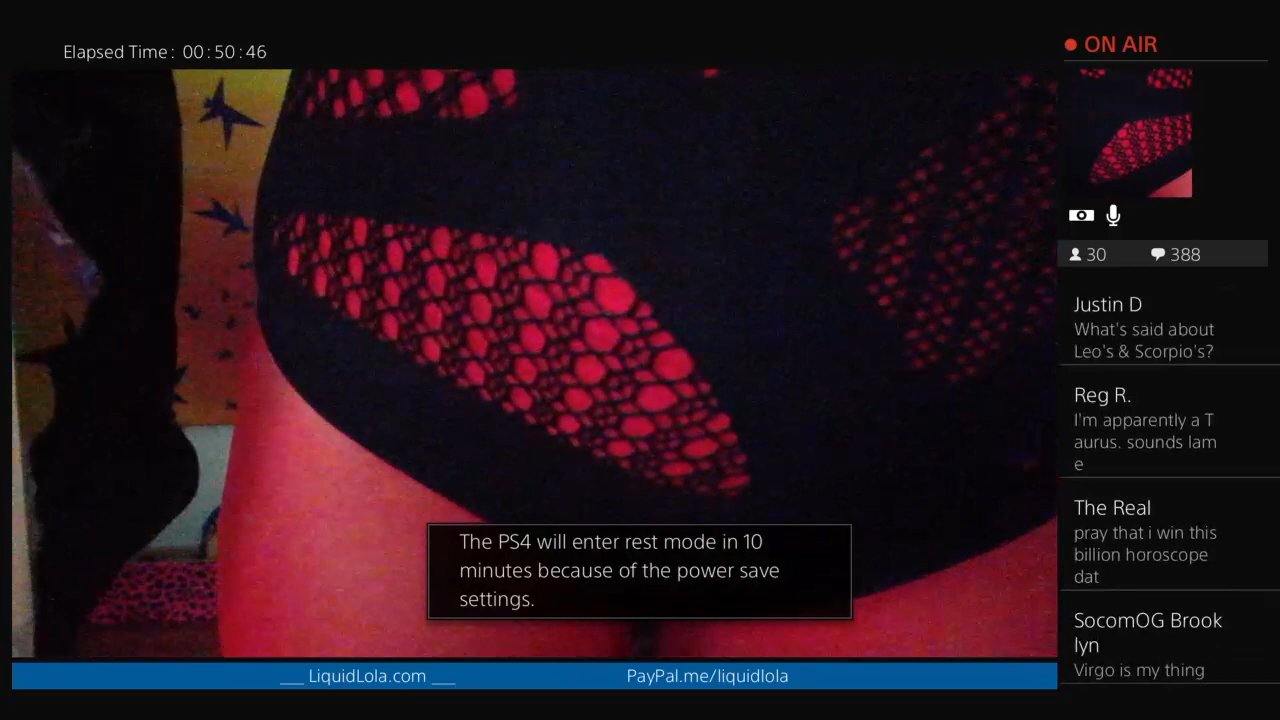 Elapsed Time: 00:50:46
ON AIR
30 388
Justin D
What's said about
Leo's & Scorpio's?
Reg R.
I'm apparently a T
aurus. sounds lam
e
The Real
pray that i win this
billion horoscope
dat
SocomOG Brook
lyn
Virgo is my thing
The PS4 will enter rest mode in 10
minutes because of the power save
settings.
___ LiquidLola.com ___ PayPal.me/liquidlola